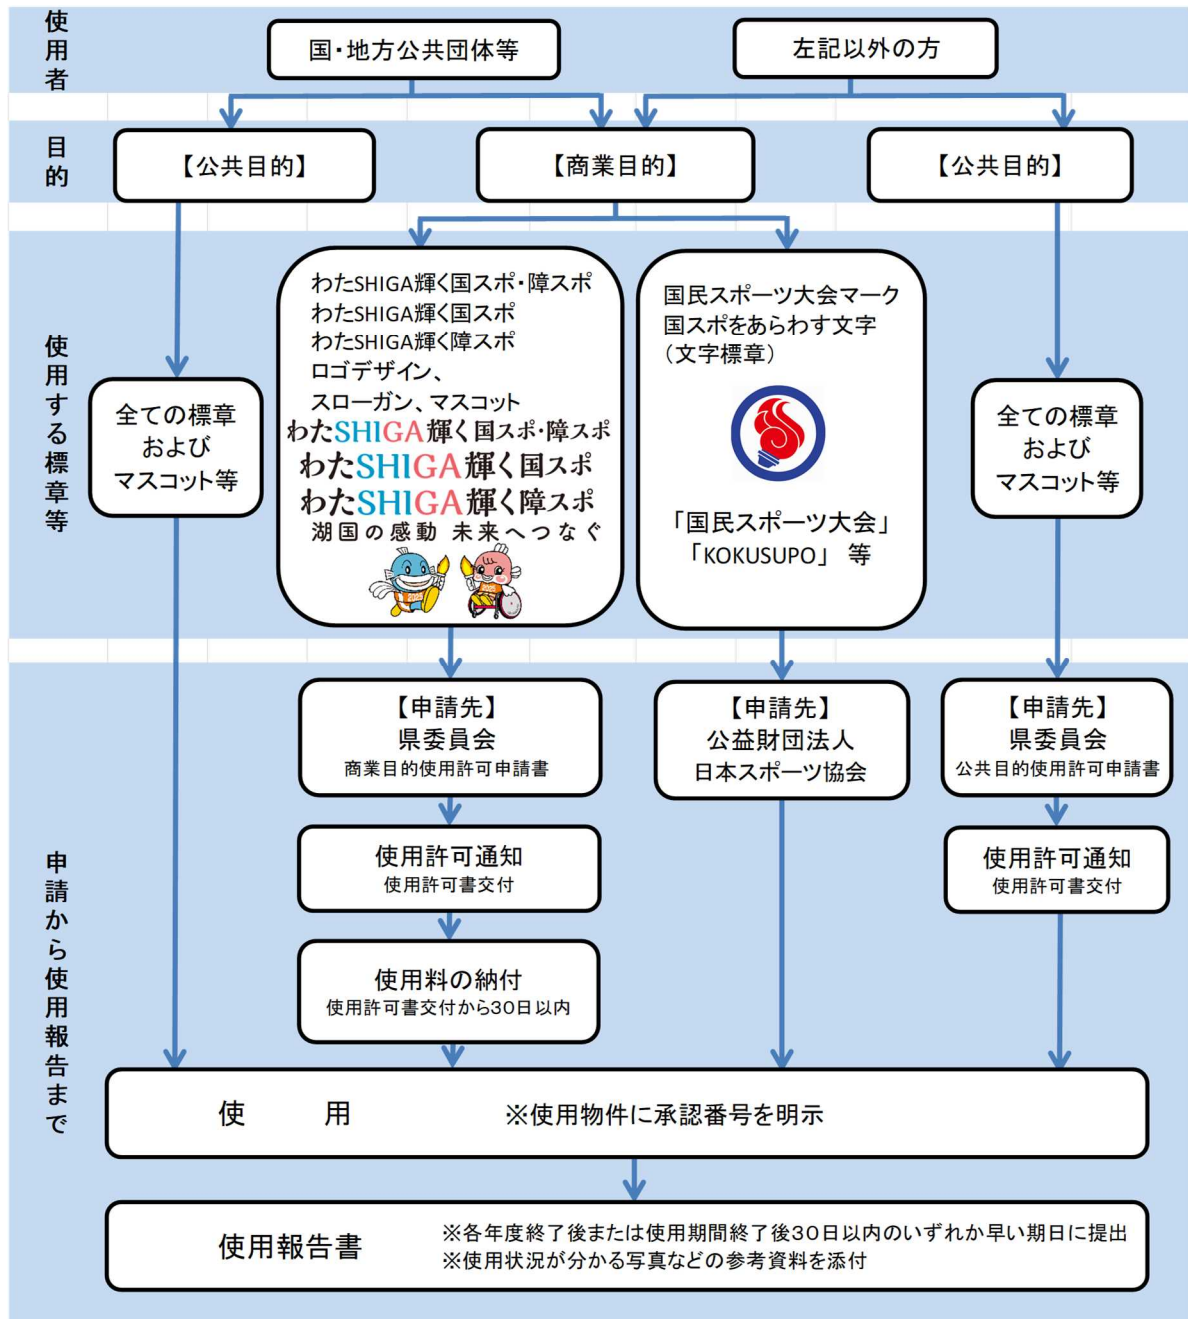 使用者
国・地方公共団体等
左記以外の方
目的
【公共目的】
【商業目的】
【公共目的】
使用する標章等
全ての標章
および
マスコット等
わたSHIGA輝く国スポ・障スポ
わたSHIGA輝く国スポ
わたSHIGA輝く障スポ
ロゴデザイン、
スローガン、マスコット
わたSHIGA輝く国スポ・障スポ
わたSHIGA輝く国スポ
わたSHIGA輝く障スポ
湖国の感動 未来へつなぐ
国民スポーツ大会マーク
国スポをあらわす文字
（文字標章）
「国民スポーツ大会」
「KOKUSUPO」 等
全ての標章
および
マスコット等
申請から使用報告まで
【申請先】
県委員会
商業目的使用許可申請書
【申請先】
公益財団法人
日本スポーツ協会
【申請先】
県委員会
公共目的使用許可申請書
使用許可通知
使用許可書交付
使用許可通知
使用許可書交付
使用料の納付
使用許可書交付から30日以内
使 用 ※使用物件に承認番号を明示
使用報告書
※各年度終了後または使用期間終了後30日以内のいずれか早い期日に提出
※使用状況が分かる写真などの参考資料を添付